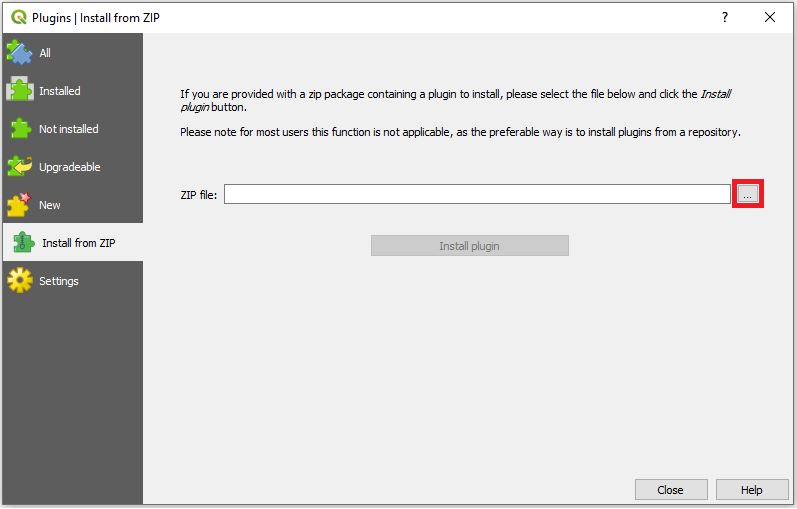 Plugins | Install from ZIP
?
All
Installed
Not installed
Upgradeable
New
Install from ZIP
Settings
If you are provided with a zip package containing a plugin to install, please select the file below and click the Install
plugin button.
Please note for most users this function is not applicable, as the preferable way is to install plugins from a repository.
ZIP file:
...
Install plugin
Close
Help